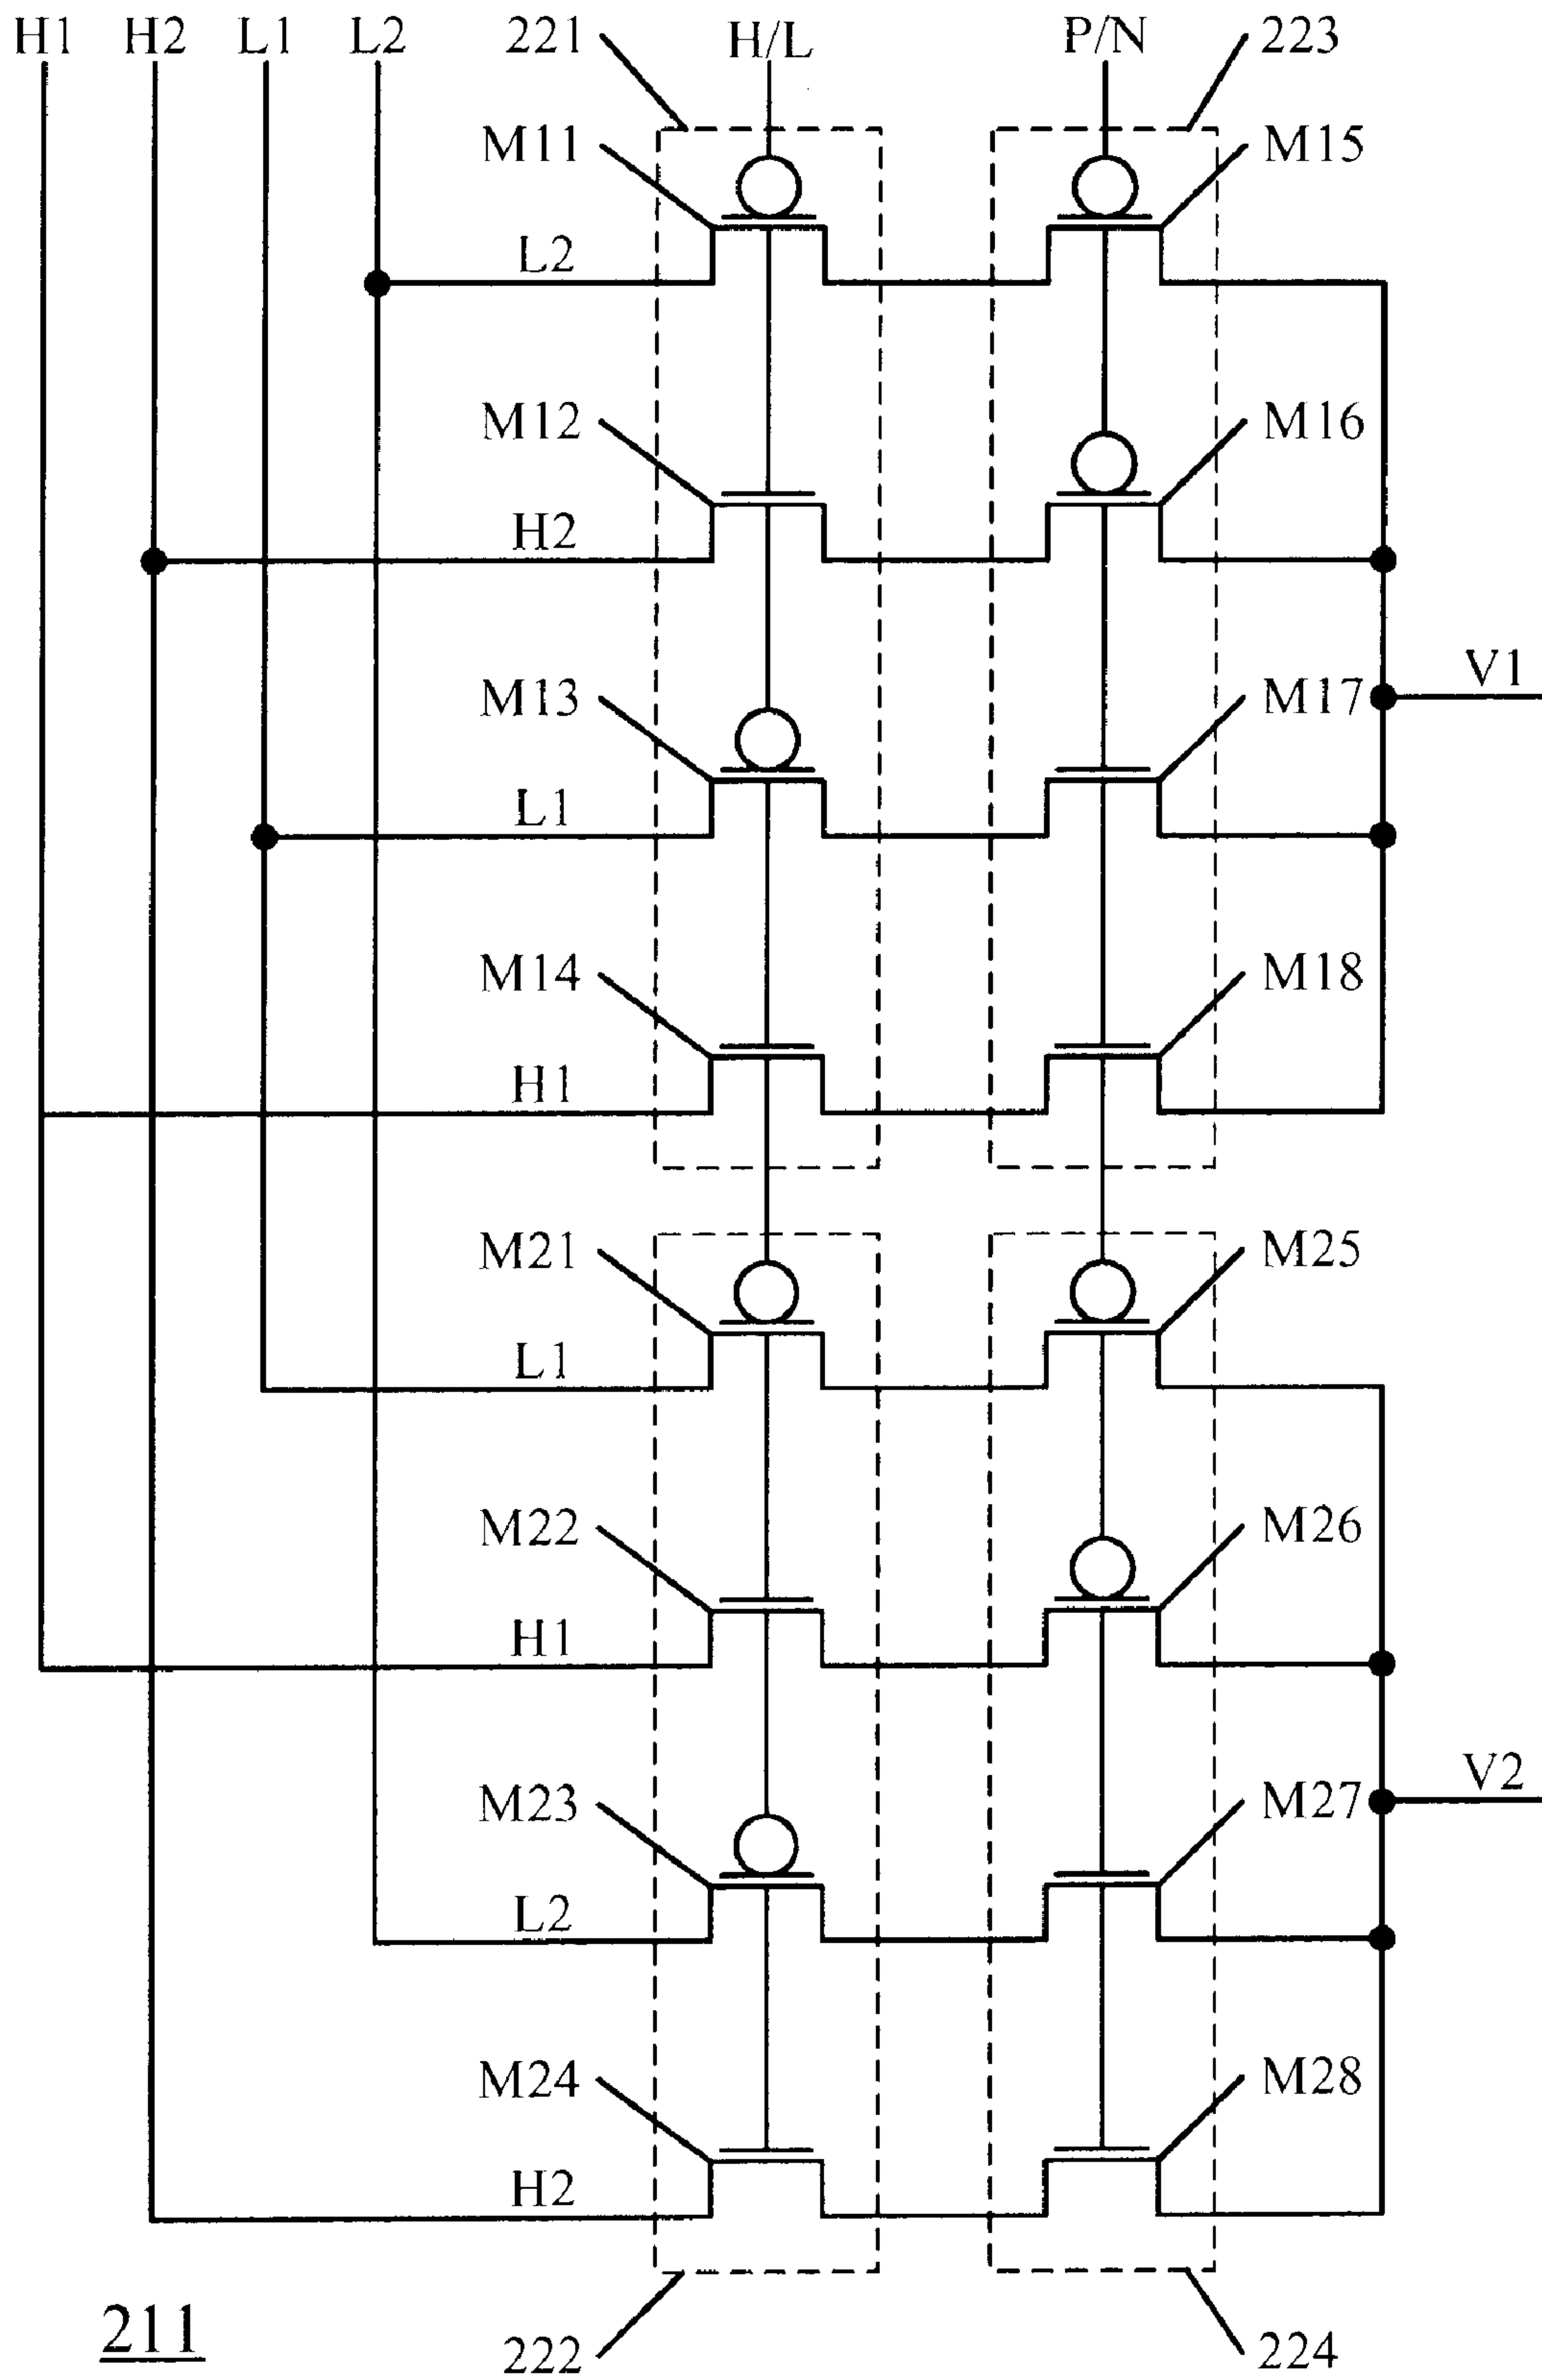 H1 H2 L1 L2 221 H/L P/N 223
M11 M15
L2
M12 M16
H2
V1
M13 M17
L1
M14 M18
H1
M21 M25
L1
M22 M26
H1
V2
M23 M27
L2
M24 M28
H2
211 222 224